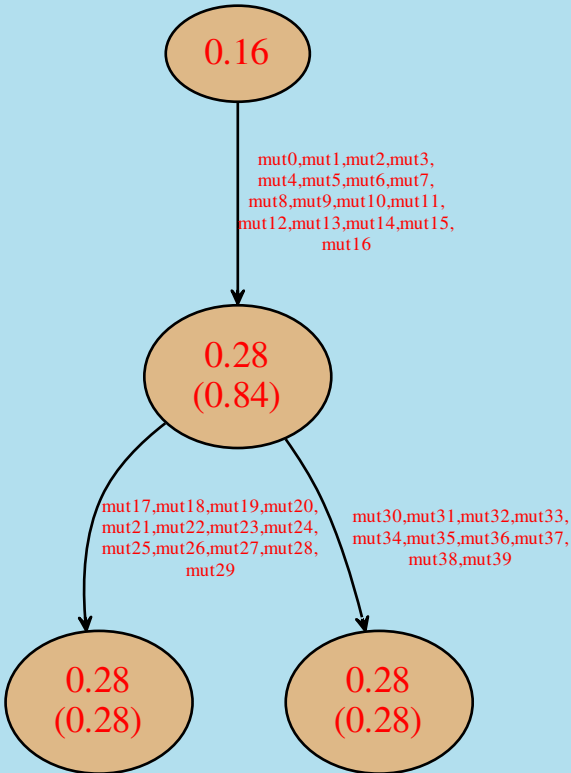 0.16
mut0,mut1,mut2,mut3,
mut4,mut5,mut6,mut7,
mut8,mut9,mut10,mut11,
mut12,mut13,mut14,mut15,
mut16
0.28
(0.84)
mut17,mut18,mut19,mut20,
mut21,mut22,mut23,mut24,
mut25,mut26,mut27,mut28,
mut29
mut30,mut31,mut32,mut33,
mut34,mut35,mut36,mut37,
mut38,mut39
0.28
(0.28)
0.28
(0.28)